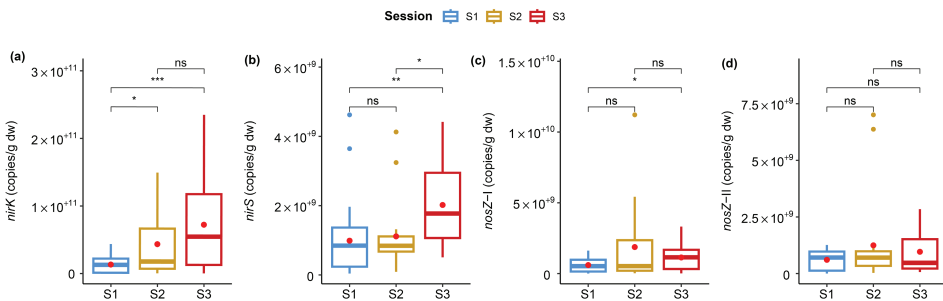 Session S1 S2 S3
(a)
nirK (copies/g dw)
3×10+11
2×10+11
1×10+11
0
ns
***
*
S1 S2 S3
(b)
nirS (copies/g dw)
6×10+9
4×10+9
2×10+9
0
*
**
ns
S1 S2 S3
(c)
nosZ−I (copies/g dw)
1.5×10+10
1×10+10
5×10+9
0
ns
*
ns
S1 S2 S3
(d)
nosZ−II (copies/g dw)
7.5×10+9
5×10+9
2.5×10+9
0
ns
ns
ns
S1 S2 S3